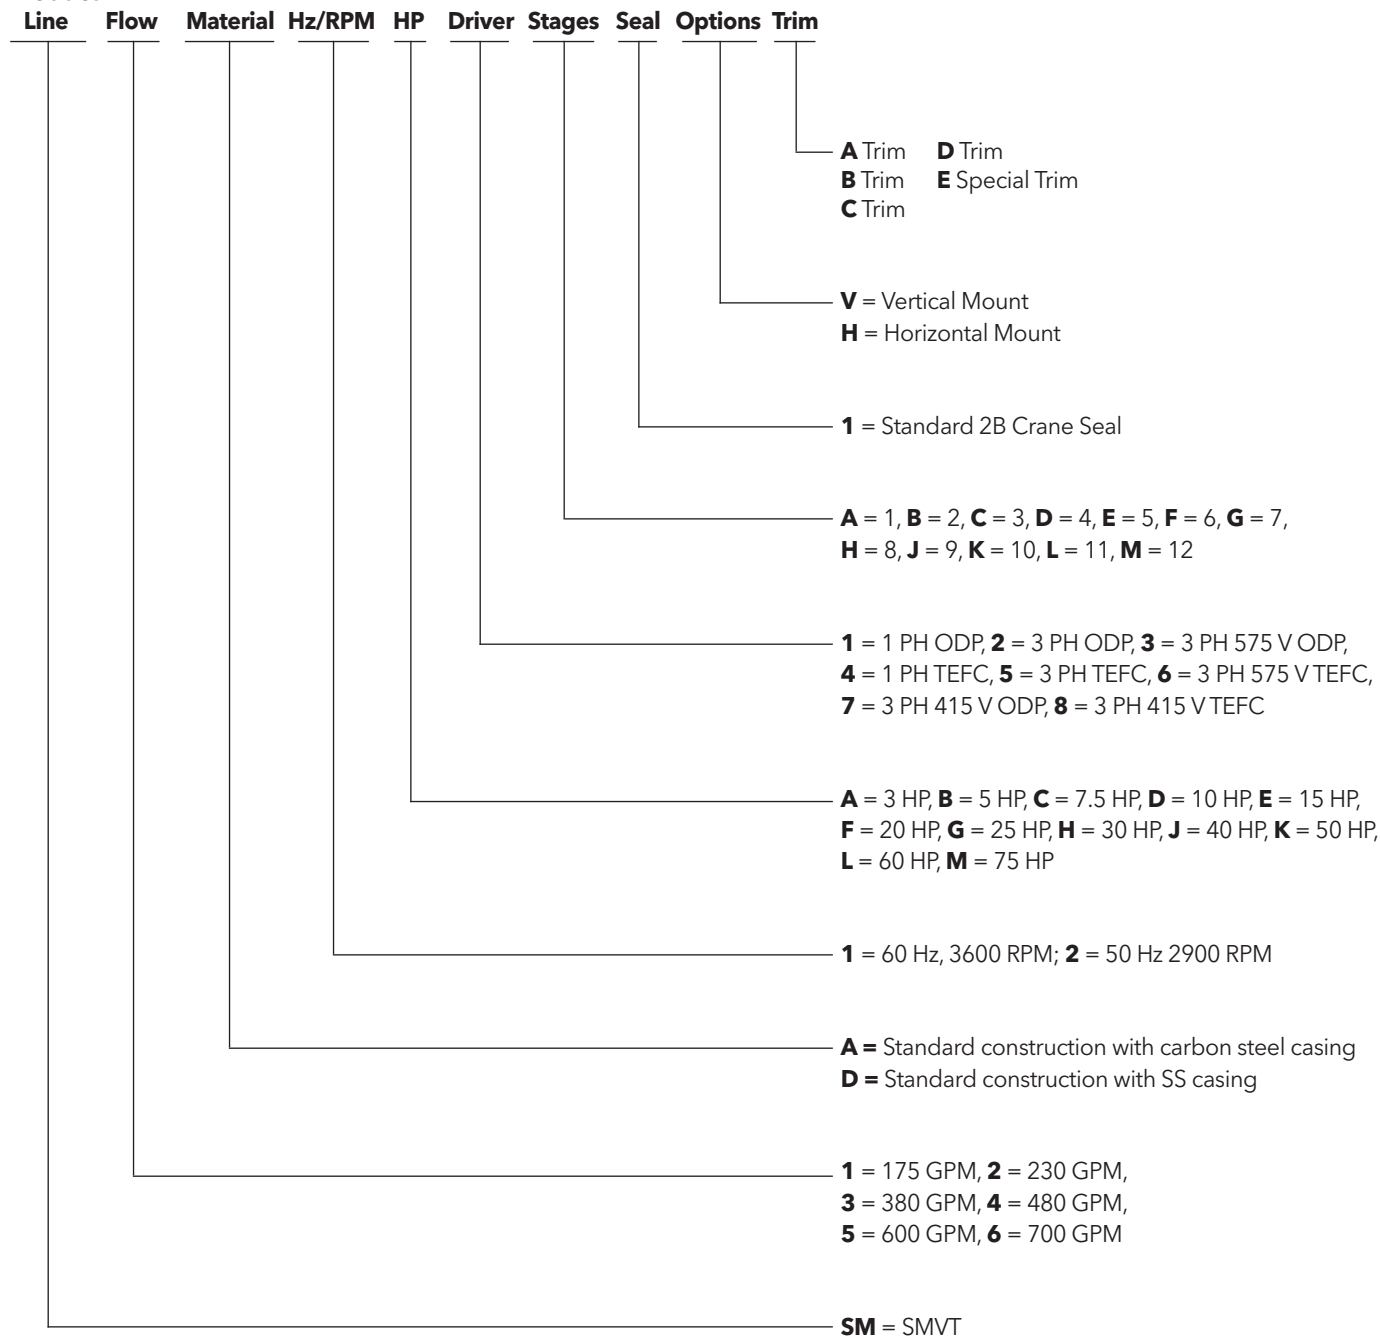 Line Flow Material Hz/RPM HP Driver Stages Seal Options Trim
A Trim D Trim
B Trim E Special Trim
C Trim
V = Vertical Mount
H = Horizontal Mount
1 = Standard 2B Crane Seal
A = 1, B = 2, C = 3, D = 4, E = 5, F = 6, G = 7,
H = 8, J = 9, K = 10, L = 11, M = 12
1 = 1 PH ODP, 2 = 3 PH ODP, 3 = 3 PH 575 V ODP,
4 = 1 PH TEFC, 5 = 3 PH TEFC, 6 = 3 PH 575 V TEFC,
7 = 3 PH 415 V ODP, 8 = 3 PH 415 V TEFC
A = 3 HP, B = 5 HP, C = 7.5 HP, D = 10 HP, E = 15 HP,
F = 20 HP, G = 25 HP, H = 30 HP, J = 40 HP, K = 50 HP,
L = 60 HP, M = 75 HP
1 = 60 Hz, 3600 RPM; 2 = 50 Hz 2900 RPM
A = Standard construction with carbon steel casing
D = Standard construction with SS casing
1 = 175 GPM, 2 = 230 GPM,
3 = 380 GPM, 4 = 480 GPM,
5 = 600 GPM, 6 = 700 GPM
SM = SMVT